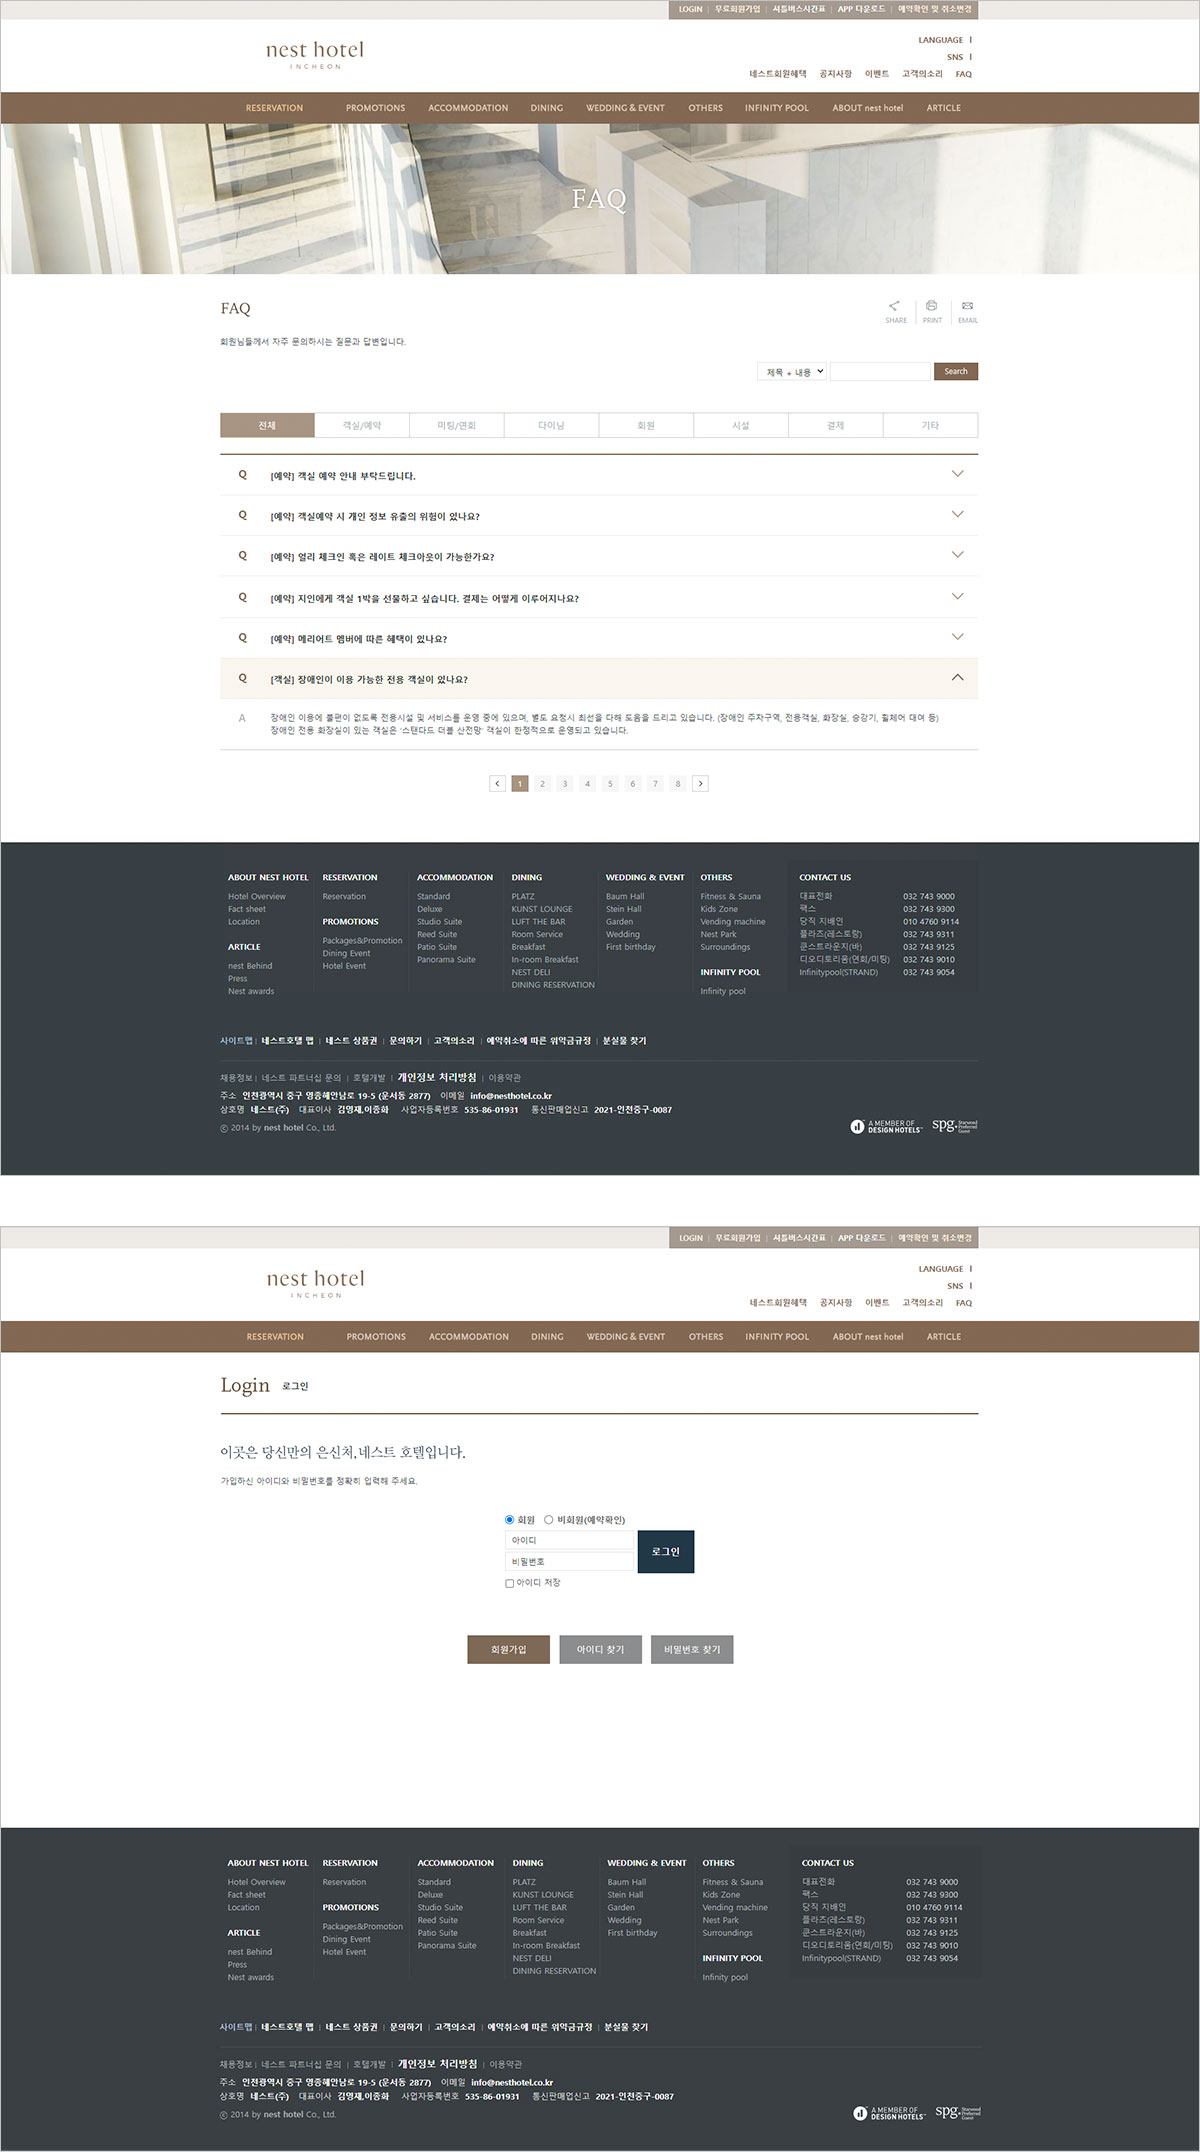 LOGIN | 무료회원가입 | 셔틀버스시간표 | APP 다운로드 | 예약확인 및 취소변경
nest hotel
INCHEON
LANGUAGE |
SNS |
네스트회원혜택 공지사항 이벤트 고객의소리 FAQ
RESERVATION PROMOTIONS ACCOMMODATION DINING WEDDING & EVENT OTHERS INFINITY POOL ABOUT nest hotel ARTICLE
FAQ
FAQ
SHARE PRINT EMAIL
회원님들께서 자주 문의하시는 질문과 답변입니다.
제목 + 내용 Search
전체 객실/예약 미팅/연회 다이닝 회원 시설 결제 기타
Q [예약] 객실 예약 안내 부탁드립니다.
Q [예약] 객실예약 시 개인 정보 유출의 위험이 있나요?
Q [예약] 얼리 체크인 혹은 레이트 체크아웃이 가능한가요?
Q [예약] 지인에게 객실 1박을 선물하고 싶습니다. 결제는 어떻게 이루어지나요?
Q [예약] 메리어트 멤버에 따른 혜택이 있나요?
Q [객실] 장애인이 이용 가능한 전용 객실이 있나요?
A 장애인 이용에 불편이 없도록 전용시설 및 서비스를 운영 중에 있으며, 별도 요청시 최선을 다해 도움을 드리고 있습니다. (장애인 주차구역, 전용객실, 화장실, 승강기, 휠체어 대여 등)
장애인 전용 화장실이 있는 객실은 '스탠다드 더블 산전망' 객실이 한정적으로 운영되고 있습니다.
< 1 2 3 4 5 6 7 8 >
ABOUT NEST HOTEL
Hotel Overview
Fact sheet
Location
ARTICLE
nest Behind
Press
Nest awards
RESERVATION
Reservation
PROMOTIONS
Packages&Promotion
Dining Event
Hotel Event
ACCOMMODATION
Standard
Deluxe
Studio Suite
Reed Suite
Patio Suite
Panorama Suite
DINING
PLATZ
KUNST LOUNGE
LUFT THE BAR
Room Service
Breakfast
In-room Breakfast
NEST DELI
DINING RESERVATION
WEDDING & EVENT
Baum Hall
Stein Hall
Garden
Wedding
First birthday
OTHERS
Fitness & Sauna
Kids Zone
Vending machine
Nest Park
Surroundings
INFINITY POOL
Infinity pool
CONTACT US
대표전화 032 743 9000
팩스 032 743 9300
당직 지배인 010 4760 9114
플라즈(레스토랑) 032 743 9311
쿤스트라운지(바) 032 743 9125
디오디토리움(연회/미팅) 032 743 9010
Infinitypool(STRAND) 032 743 9054
사이트맵 | 네스트호텔 맵 | 네스트 상품권 | 문의하기 | 고객의소리 | 예약취소에 따른 위약금규정 | 분실물 찾기
채용정보 | 네스트 파트너십 문의 | 호텔개발 | 개인정보 처리방침 | 이용약관
주소 인천광역시 중구 영종해안남로 19-5 (운서동 2877) 이메일 info@nesthotel.co.kr
상호명 네스트(주) 대표이사 김영재,이종화 사업자등록번호 535-86-01931 통신판매업신고 2021-인천중구-0087
ⓒ 2014 by nest hotel Co., Ltd.
A MEMBER OF
DESIGN HOTELS™
spg. Starwood
Preferred
Guest
LOGIN | 무료회원가입 | 셔틀버스시간표 | APP 다운로드 | 예약확인 및 취소변경
nest hotel
INCHEON
LANGUAGE |
SNS |
네스트회원혜택 공지사항 이벤트 고객의소리 FAQ
RESERVATION PROMOTIONS ACCOMMODATION DINING WEDDING & EVENT OTHERS INFINITY POOL ABOUT nest hotel ARTICLE
Login 로그인
이곳은 당신만의 은신처,네스트 호텔입니다.
가입하신 아이디와 비밀번호를 정확히 입력해 주세요.
회원 비회원(예약확인)
아이디
비밀번호
로그인
아이디 저장
회원가입 아이디 찾기 비밀번호 찾기
ABOUT NEST HOTEL
Hotel Overview
Fact sheet
Location
ARTICLE
nest Behind
Press
Nest awards
RESERVATION
Reservation
PROMOTIONS
Packages&Promotion
Dining Event
Hotel Event
ACCOMMODATION
Standard
Deluxe
Studio Suite
Reed Suite
Patio Suite
Panorama Suite
DINING
PLATZ
KUNST LOUNGE
LUFT THE BAR
Room Service
Breakfast
In-room Breakfast
NEST DELI
DINING RESERVATION
WEDDING & EVENT
Baum Hall
Stein Hall
Garden
Wedding
First birthday
OTHERS
Fitness & Sauna
Kids Zone
Vending machine
Nest Park
Surroundings
INFINITY POOL
Infinity pool
CONTACT US
대표전화 032 743 9000
팩스 032 743 9300
당직 지배인 010 4760 9114
플라즈(레스토랑) 032 743 9311
쿤스트라운지(바) 032 743 9125
디오디토리움(연회/미팅) 032 743 9010
Infinitypool(STRAND) 032 743 9054
사이트맵 | 네스트호텔 맵 | 네스트 상품권 | 문의하기 | 고객의소리 | 예약취소에 따른 위약금규정 | 분실물 찾기
채용정보 | 네스트 파트너십 문의 | 호텔개발 | 개인정보 처리방침 | 이용약관
주소 인천광역시 중구 영종해안남로 19-5 (운서동 2877) 이메일 info@nesthotel.co.kr
상호명 네스트(주) 대표이사 김영재,이종화 사업자등록번호 535-86-01931 통신판매업신고 2021-인천중구-0087
ⓒ 2014 by nest hotel Co., Ltd.
A MEMBER OF
DESIGN HOTELS™
spg. Starwood
Preferred
Guest